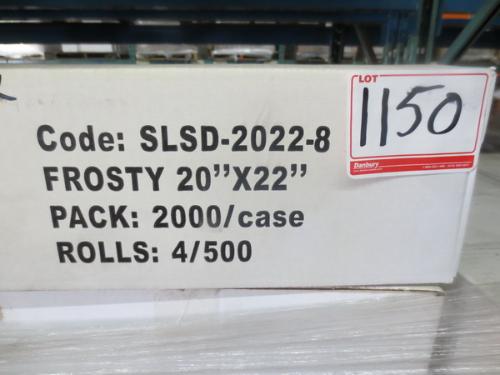 LOT
1150
Danbury
Code: SLSD-2022-8
FROSTY 20”X22”
PACK: 2000/case
ROLLS: 4/500